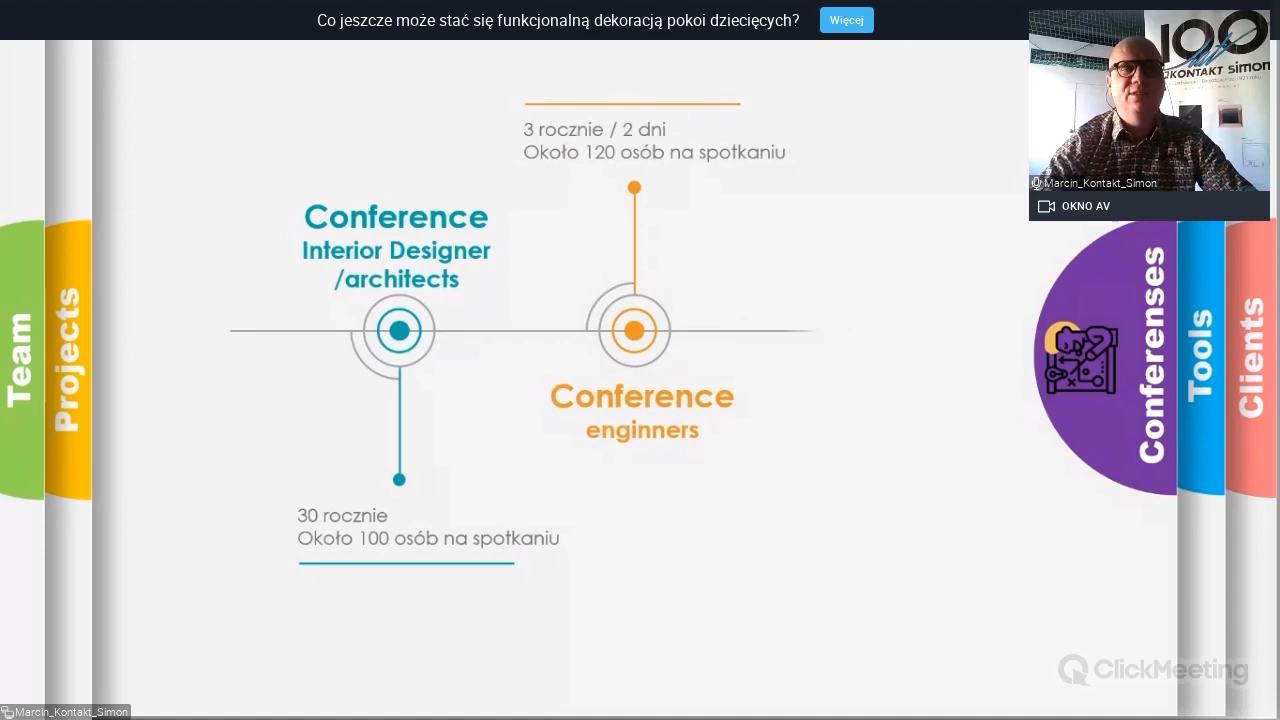 Co jeszcze może stać się funkcjonalną dekoracją pokoi dziecięcych?
Więcej
100
lat
KONTAKT Simon
Marcin_Kontakt_Simon
OKNO AV
3 rocznie / 2 dni
Około 120 osób na spotkaniu
Conference
Interior Designer
/architects
Conference
enginners
30 rocznie
Około 100 osób na spotkaniu
Team
Projects
Conferenses
Tools
Clients
ClickMeeting
Marcin_Kontakt_Simon